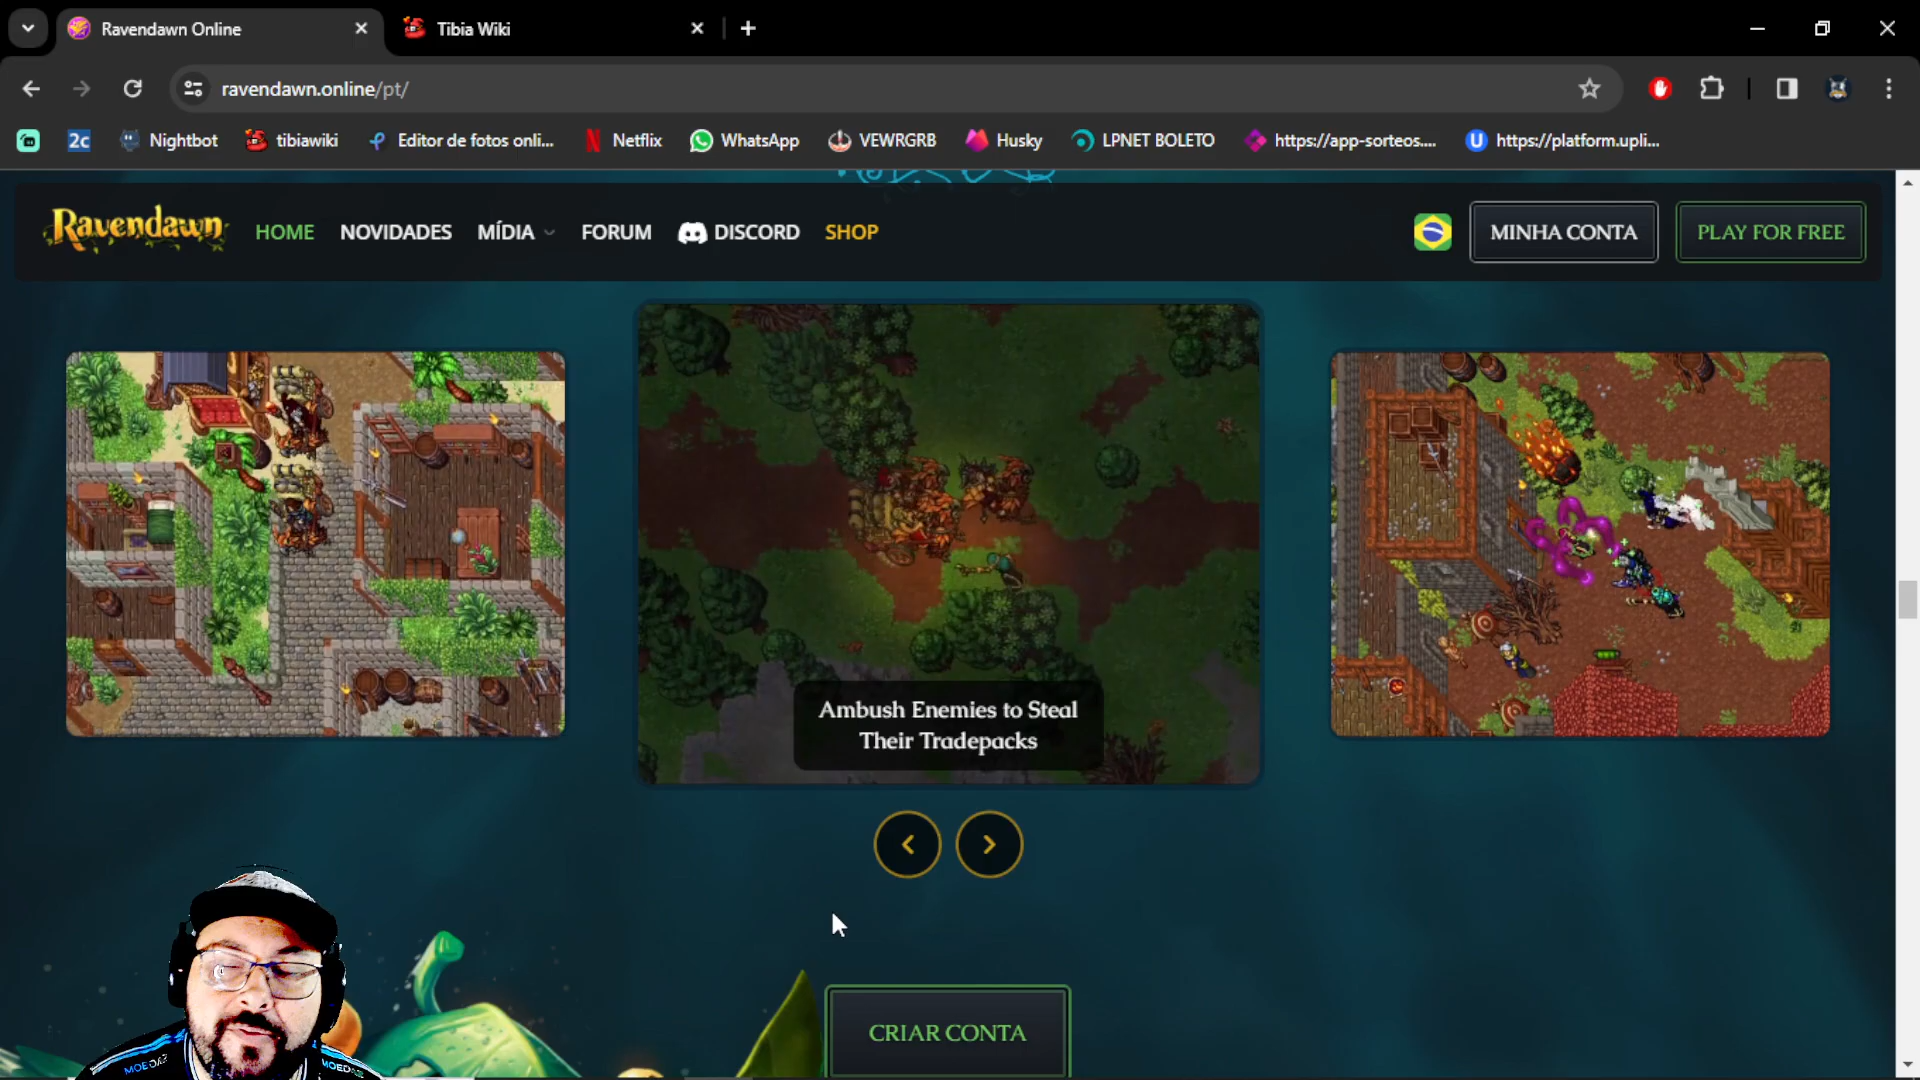 Ravendawn Online
Tibia Wiki
ravendawn.online/pt/
2c
Nightbot
tibiawiki
Editor de fotos onli...
Netflix
WhatsApp
VEWRGRB
Husky
LPNET BOLETO
https://app-sorteos....
U
https://platform.upli...
Ravendawn
HOME
NOVIDADES
MÍDIA
FORUM
DISCORD
SHOP
MINHA CONTA
PLAY FOR FREE
Ambush Enemies to Steal
Their Tradepacks
CRIAR CONTA